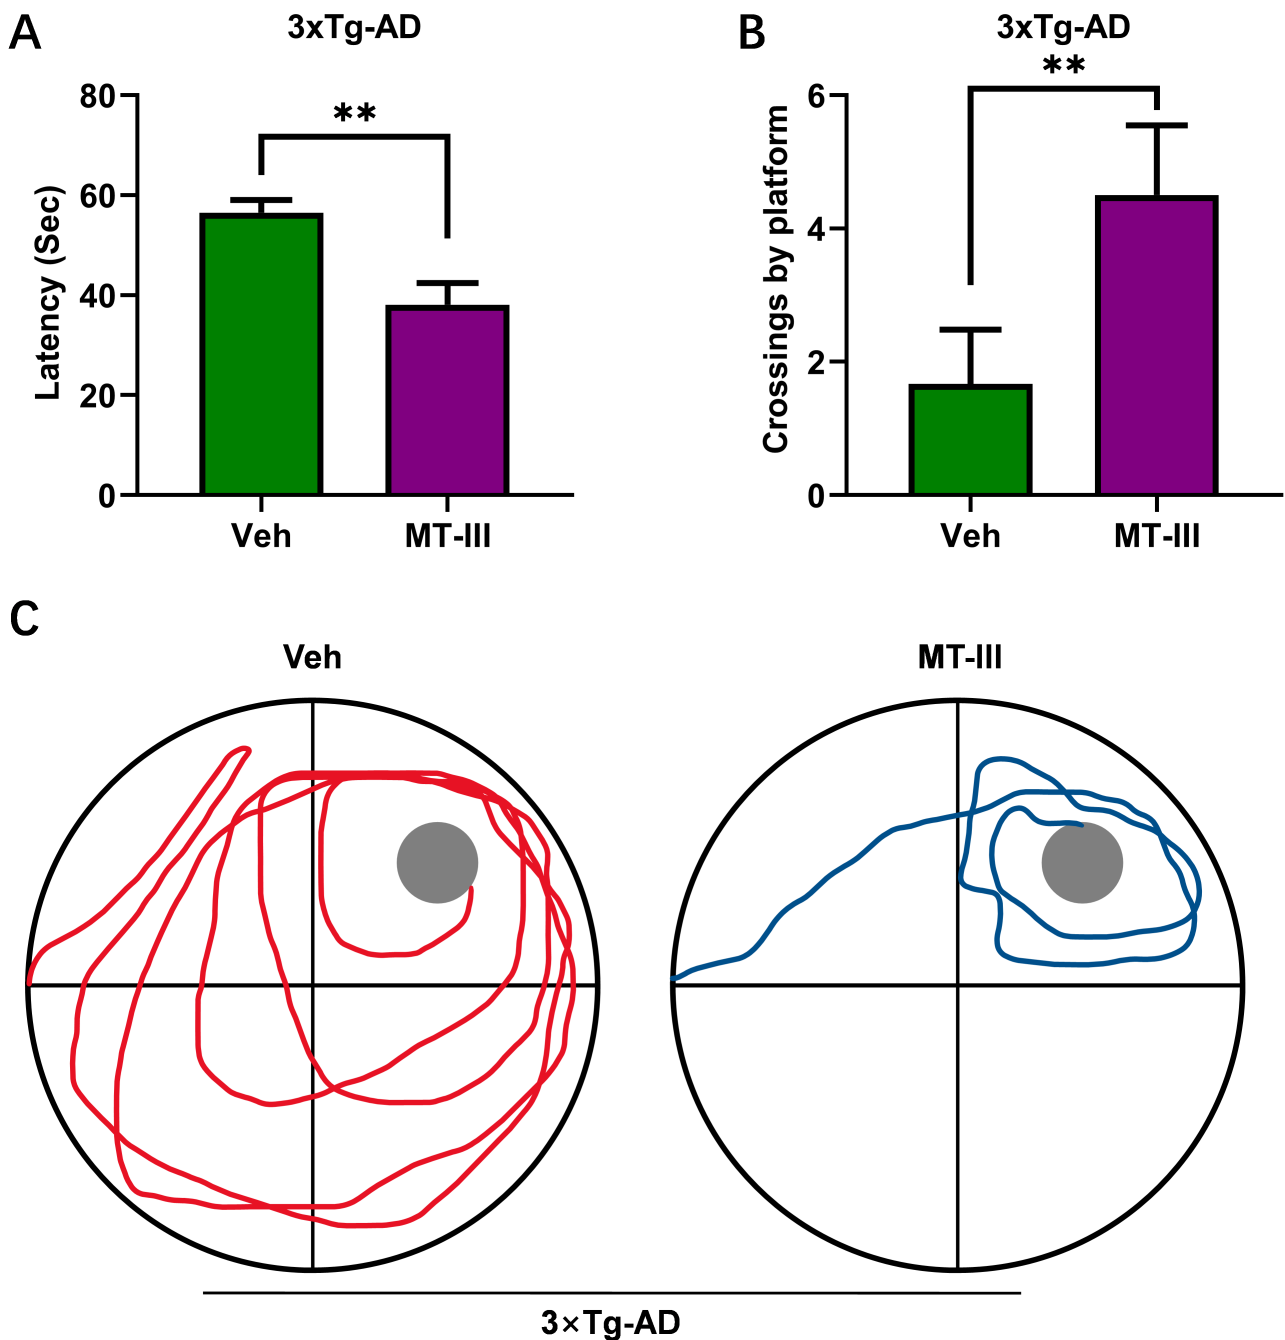 A
3xTg-AD
**
Latency (Sec)
80
60
40
20
0
Veh
MT-III
B
3xTg-AD
**
Crossings by platform
6
4
2
0
Veh
MT-III
C
Veh
MT-III
3×Tg-AD